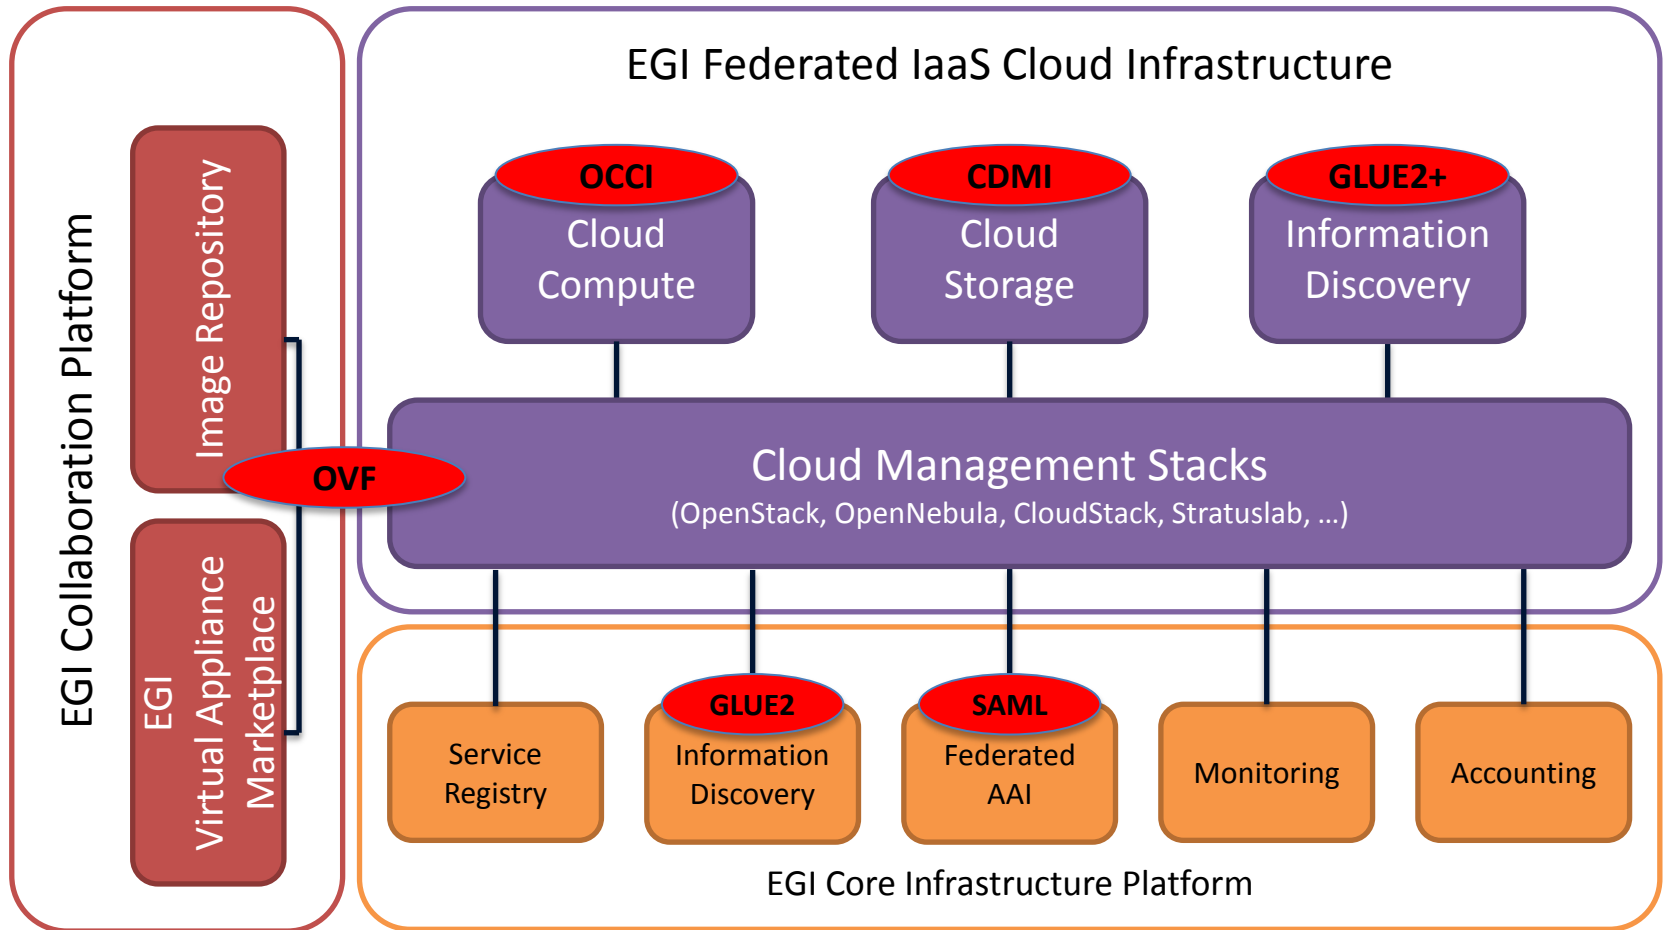 EGI Collaboration Platform
Image Repository
EGI
Virtual Appliance
Marketplace
OVF
EGI Federated IaaS Cloud Infrastructure
OCCI
Cloud
Compute
CDMI
Cloud
Storage
GLUE2+
Information
Discovery
Cloud Management Stacks
(OpenStack, OpenNebula, CloudStack, Stratuslab, ...)
Service
Registry
GLUE2
Information
Discovery
SAML
Federated
AAI
Monitoring
Accounting
EGI Core Infrastructure Platform